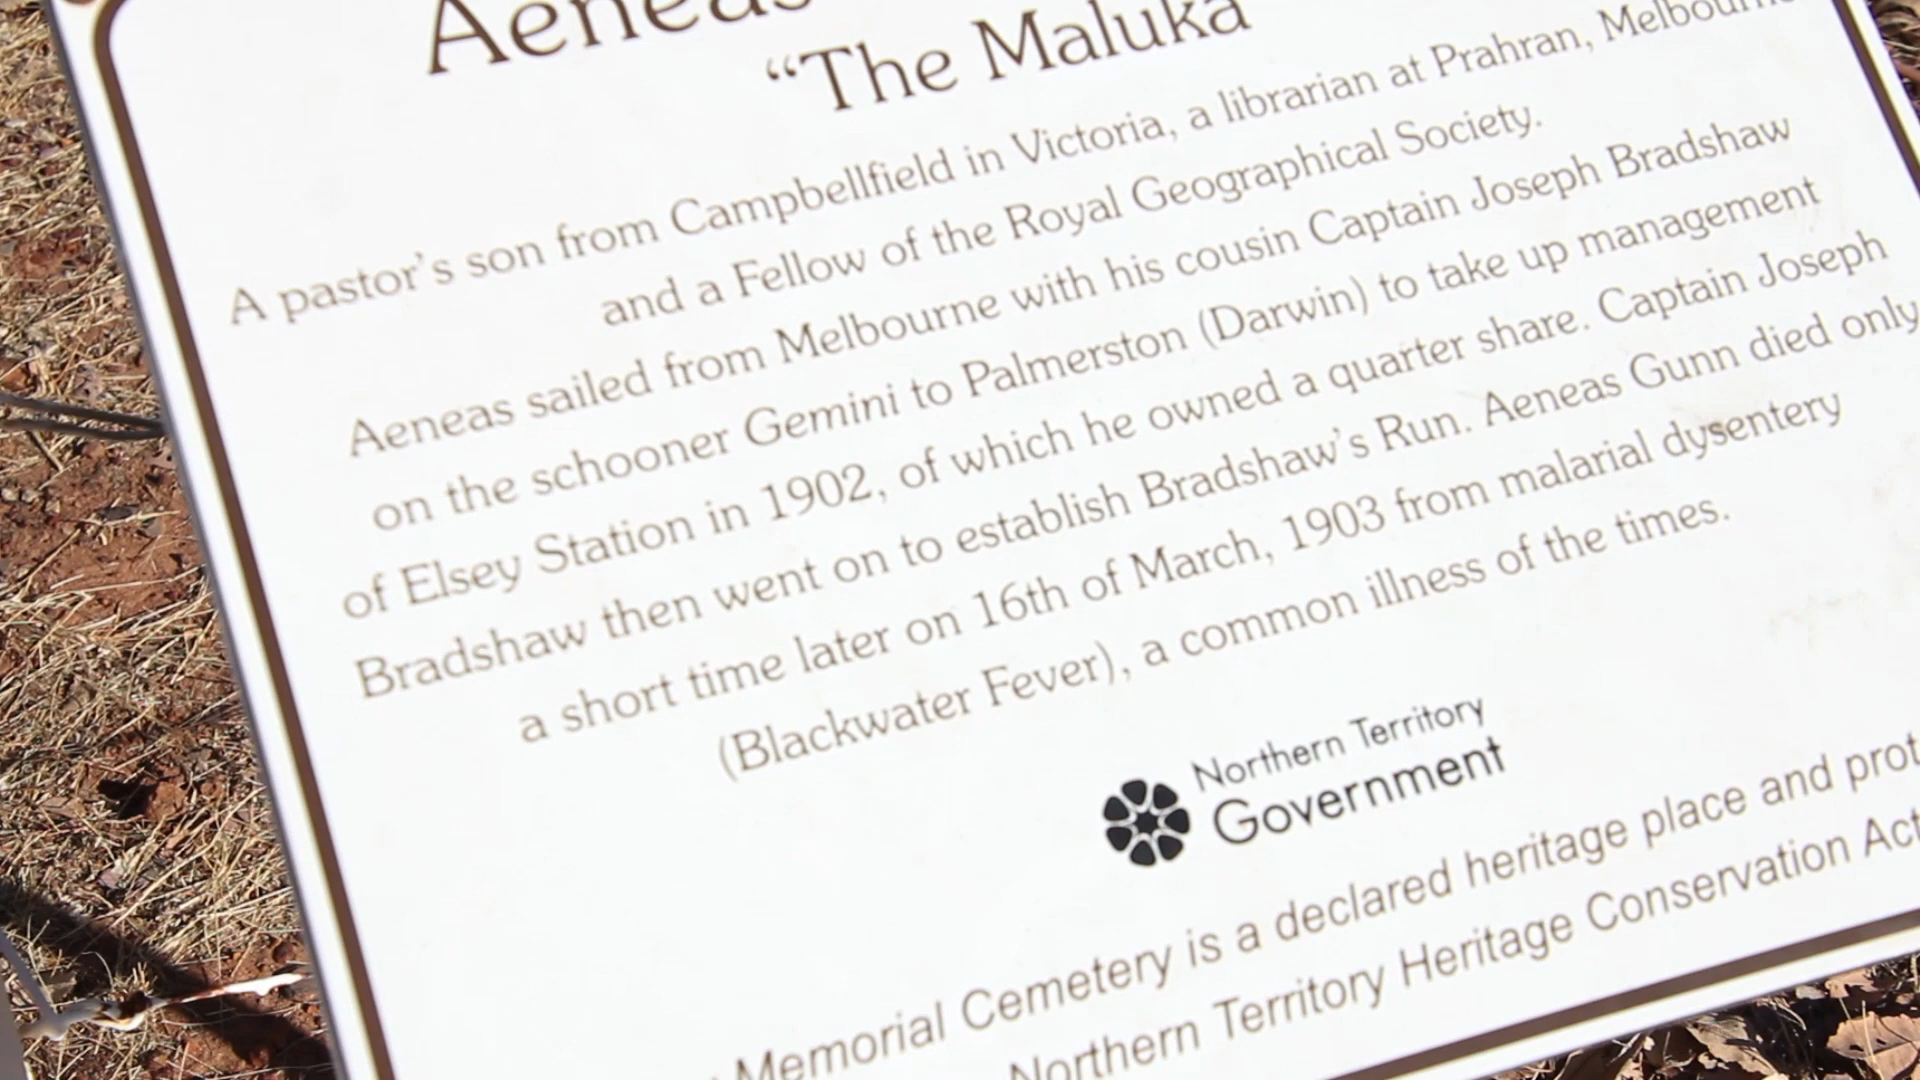 Aeneas
“The Maluka
A pastor's son from Campbellfield in Victoria, a librarian at Prahran, Melbourne
and a Fellow of the Royal Geographical Society.
Aeneas sailed from Melbourne with his cousin Captain Joseph Bradshaw
on the schooner Gemini to Palmerston (Darwin) to take up management
of Elsey Station in 1902, of which he owned a quarter share. Captain Joseph
Bradshaw then went on to establish Bradshaw's Run. Aeneas Gunn died only
a short time later on 16th of March, 1903 from malarial dysentery
(Blackwater Fever), a common illness of the times.
Northern Territory
Government
Memorial Cemetery is a declared heritage place and prot
Northern Territory Heritage Conservation Act